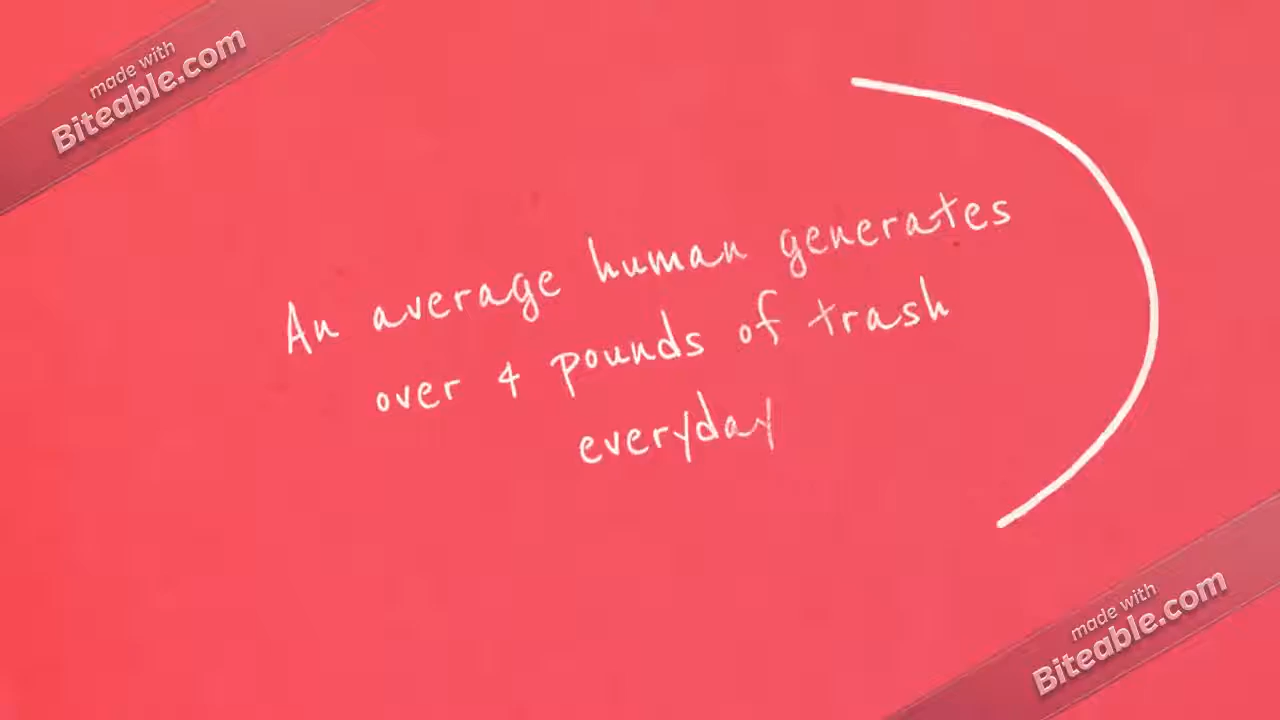 made with
Biteable.com
An average human generates
over 4 pounds of trash
everyday
made with
Biteable.com